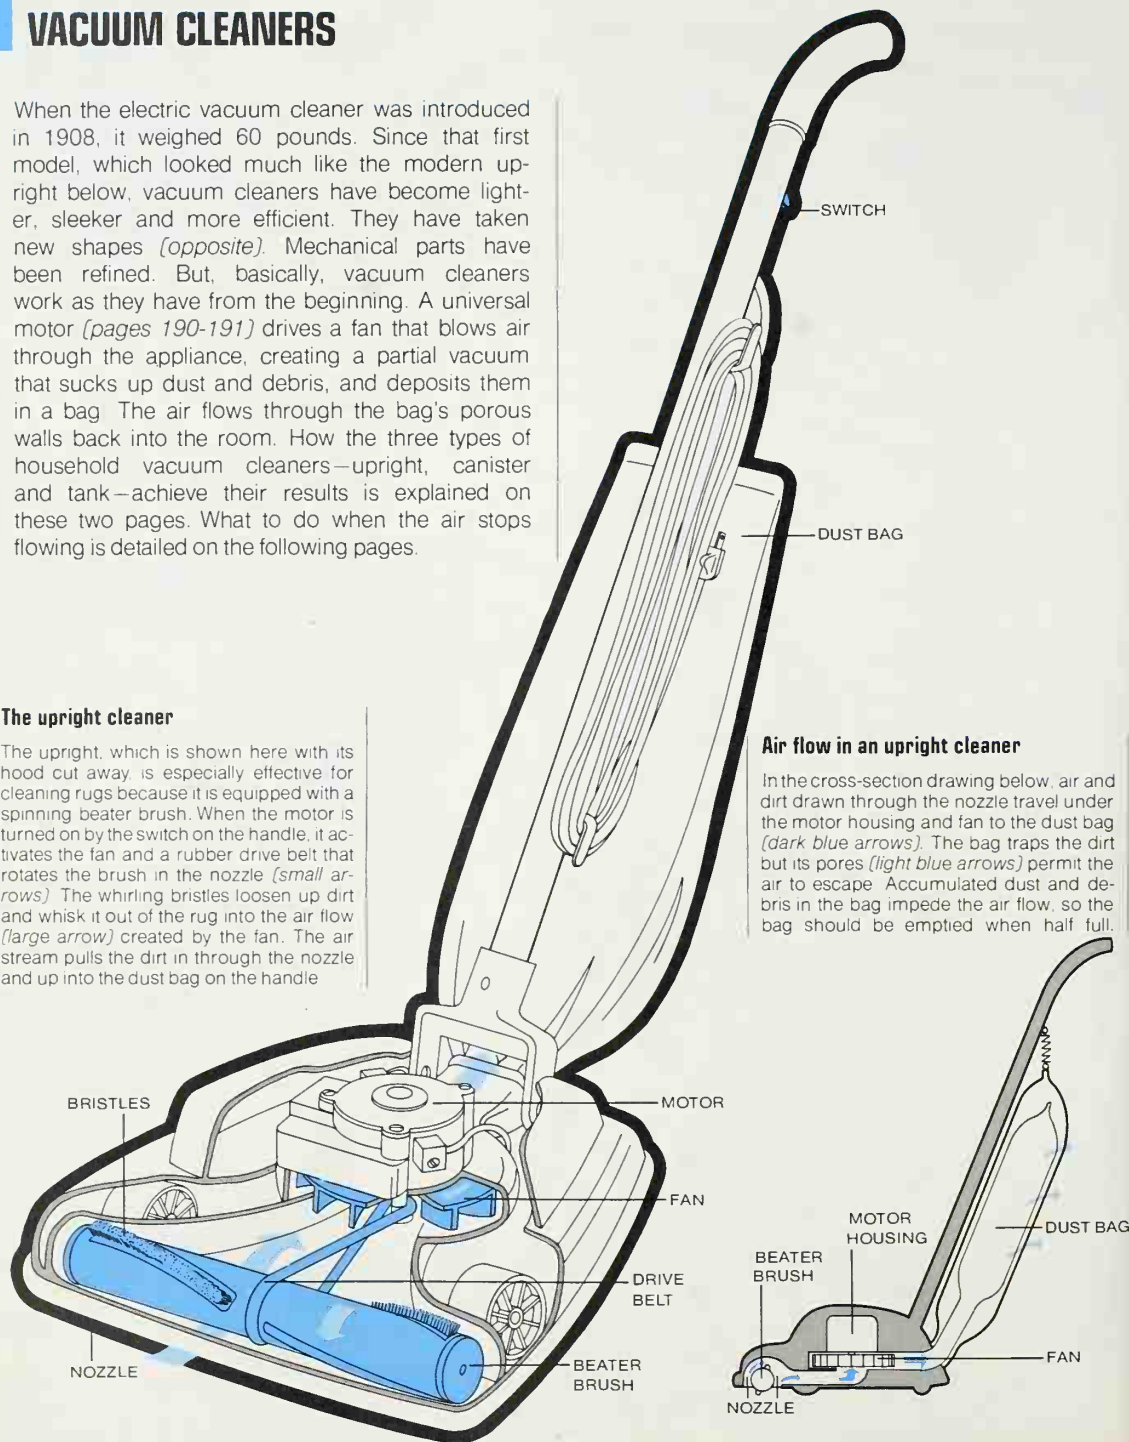 VACUUM CLEANERS
When the electric vacuum cleaner was introduced
in 1908, it weighed 60 pounds. Since that first
model, which looked much like the modern up-
right below, vacuum cleaners have become light-
er, sleeker and more efficient. They have taken
new shapes (opposite). Mechanical parts have
been refined. But, basically, vacuum cleaners
work as they have from the beginning. A universal
motor (pages 190-191) drives a fan that blows air
through the appliance, creating a partial vacuum
that sucks up dust and debris, and deposits them
in a bag The air flows through the bag's porous
walls back into the room. How the three types of
household vacuum cleaners—upright, canister
and tank—achieve their results is explained on
these two pages. What to do when the air stops
flowing is detailed on the following pages.
SWITCH
DUST BAG
The upright cleaner
The upright, which is shown here with its
hood cut away, is especially effective for
cleaning rugs because it is equipped with a
spinning beater brush. When the motor is
turned on by the switch on the handle, it ac-
tivates the fan and a rubber drive belt that
rotates the brush in the nozzle (small ar-
rows) The whirling bristles loosen up dirt
and whisk it out of the rug into the air flow
(large arrow) created by the fan. The air
stream pulls the dirt in through the nozzle
and up into the dust bag on the handle
Air flow in an upright cleaner
In the cross-section drawing below, air and
dirt drawn through the nozzle travel under
the motor housing and fan to the dust bag
(dark blue arrows). The bag traps the dirt
but its pores (light blue arrows) permit the
air to escape Accumulated dust and de-
bris in the bag impede the air flow, so the
bag should be emptied when half full.
BRISTLES
MOTOR
FAN
DRIVE
BELT
BEATER
BRUSH
NOZZLE
MOTOR
HOUSING
DUST BAG
BEATER
BRUSH
FAN
NOZZLE